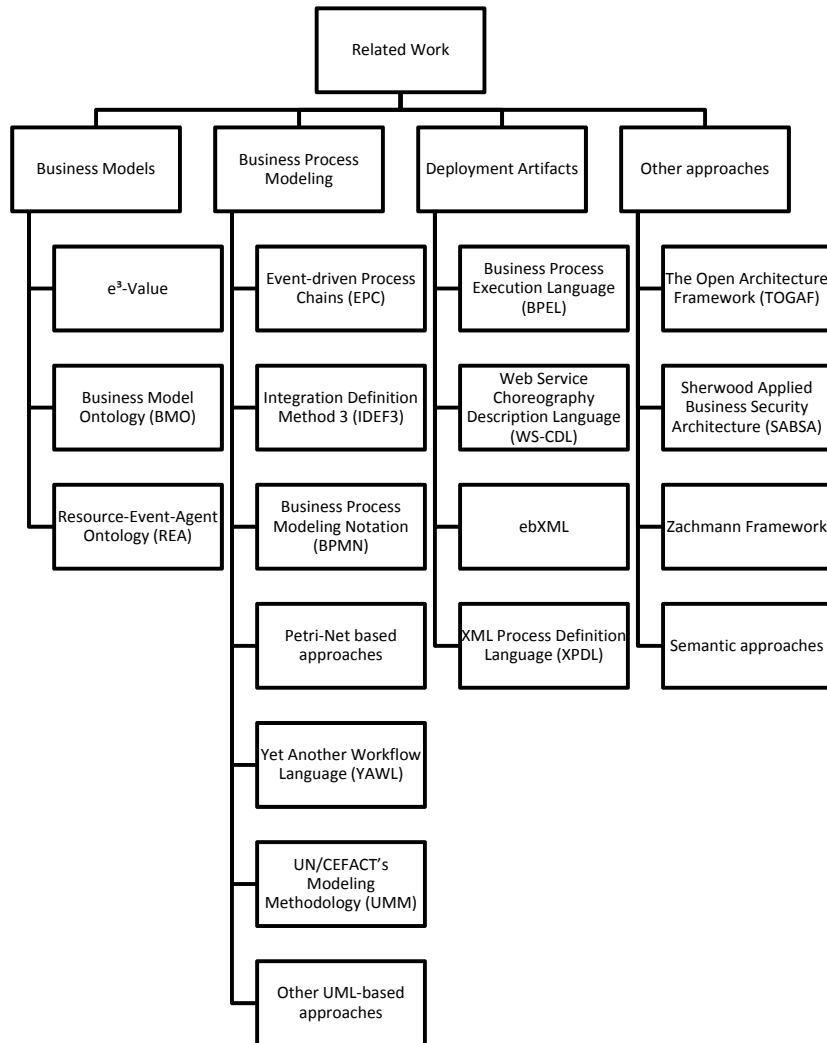 Related Work
Business Models
Business Process
Modeling
Deployment Artifacts
Other approaches
e³-Value
Business Model
Ontology (BMO)
Resource-Event-Agent
Ontology (REA)
Event-driven Process
Chains (EPC)
Integration Definition
Method 3 (IDEF3)
Business Process
Modeling Notation
(BPMN)
Petri-Net based
approaches
Yet Another Workflow
Language (YAWL)
UN/CEFACT’s
Modeling
Methodology (UMM)
Other UML-based
approaches
Business Process
Execution Language
(BPEL)
Web Service
Choreography
Description Language
(WS-CDL)
ebXML
XML Process Definition
Language (XPDL)
The Open Architecture
Framework (TOGAF)
Sherwood Applied
Business Security
Architecture (SABSA)
Zachmann Framework
Semantic approaches